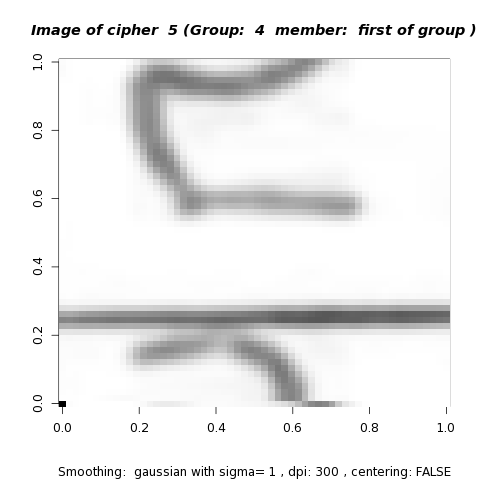 Image of cipher 5 (Group: 4 member: first of group )
1.0
0.8
0.6
0.4
0.2
0.0
0.0 0.2 0.4 0.6 0.8 1.0
Smoothing: gaussian with sigma= 1 , dpi: 300 , centering: FALSE